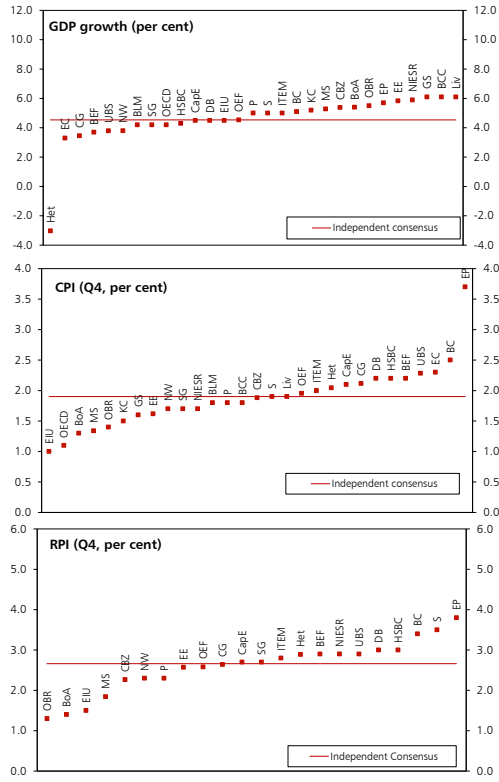 GDP growth (per cent)
12.0 12.0
10.0 10.0
8.0 8.0
6.0 6.0
4.0 4.0
2.0 2.0
0.0 0.0
-2.0 -2.0
-4.0 -4.0
Het EC CG BEF UBS NW BLM SG OECD HSBC CapE DB EIU OEF P S ITEM BC KC MS CBZ BoA OBR EP EE NIESR GS BCC Liv
Independent consensus
CPI (Q4, per cent)
4.0 4.0
3.5 3.5
3.0 3.0
2.5 2.5
2.0 2.0
1.5 1.5
1.0 1.0
0.5 0.5
0.0 0.0
EIU OECD BoA MS OBR KC GS EE NW SG NIESR BLM P BCC CBZ S Liv OEF ITEM Het CapE CG DB HSBC BEF UBS EC BC EP
Independent consensus
RPI (Q4, per cent)
6.0 6.0
5.0 5.0
4.0 4.0
3.0 3.0
2.0 2.0
1.0 1.0
0.0 0.0
OBR BoA EIU MS CBZ NW P EE OEF CG CapE SG ITEM Het BEF NIESR UBS DB HSBC BC S EP
Independent Consensus